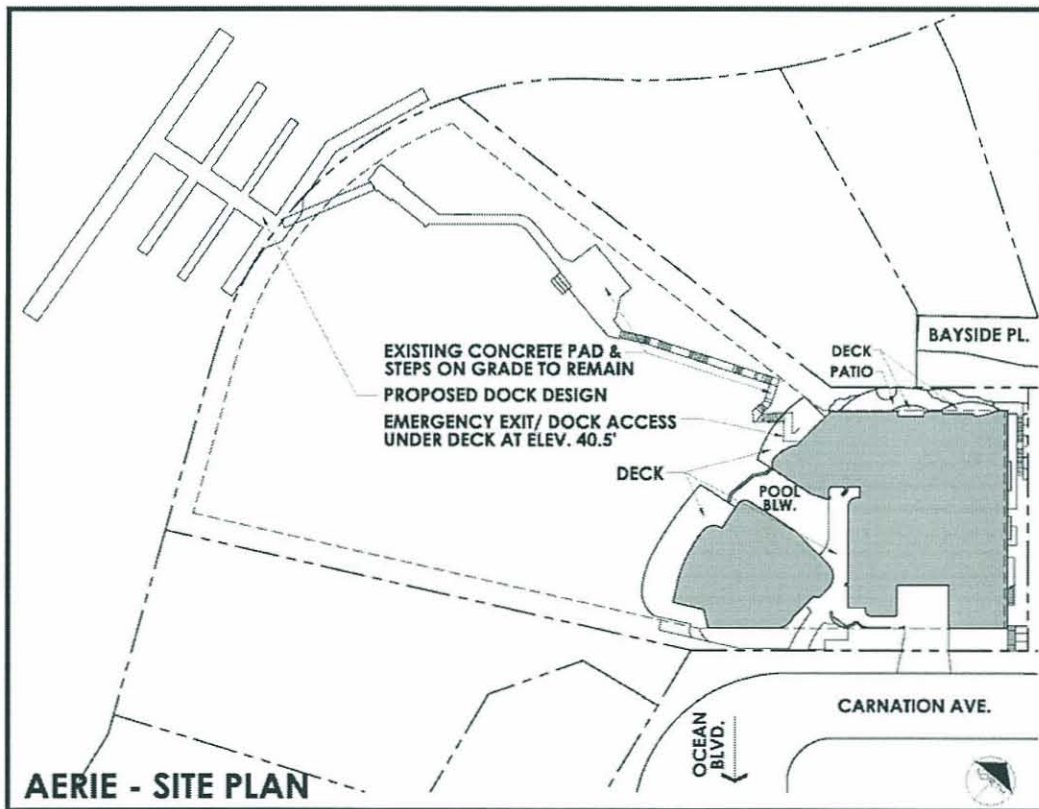 BAYSIDE PL.
DECK
PATIO
EXISTING CONCRETE PAD &
STEPS ON GRADE TO REMAIN
PROPOSED DOCK DESIGN
EMERGENCY EXIT/ DOCK ACCESS
UNDER DECK AT ELEV. 40.5'
DECK
POOL
BLW.
CARNATION AVE.
OCEAN
BLVD.
AERIE - SITE PLAN